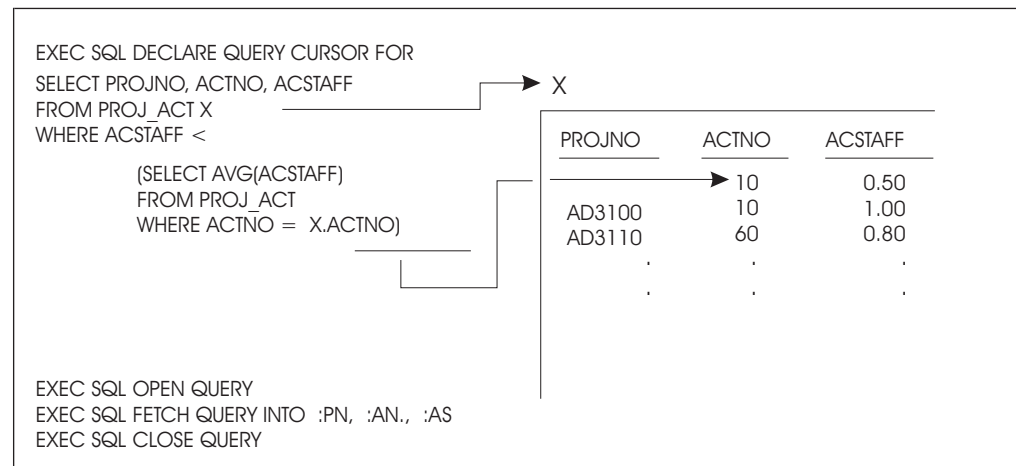 EXEC SQL DECLARE QUERY CURSOR FOR
SELECT PROJNO, ACTNO, ACSTAFF
FROM PROJ_ACT X
WHERE ACSTAFF <
(SELECT AVG(ACSTAFF)
FROM PROJ_ACT
WHERE ACTNO = X.ACTNO)
X
PROJNO ACTNO ACSTAFF
10 0.50
AD3100 10 1.00
AD3110 60 0.80
. . .
. . .
EXEC SQL OPEN QUERY
EXEC SQL FETCH QUERY INTO :PN, :AN., :AS
EXEC SQL CLOSE QUERY